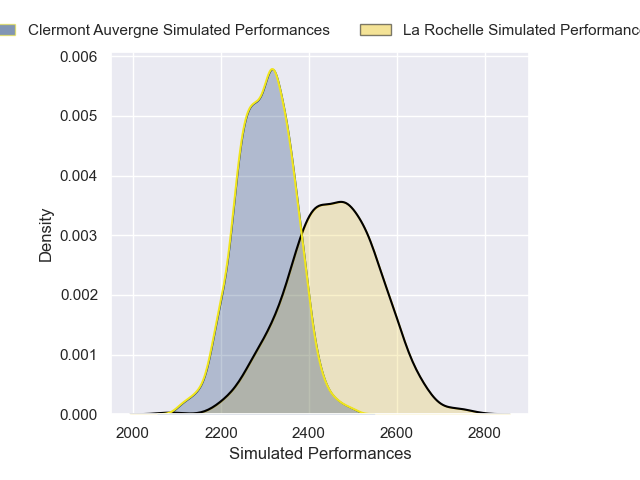 Clermont Auvergne Simulated Performances
La Rochelle Simulated
0.006
0.005
0.004
0.003
0.002
0.001
0.000
Density
2000 2200 2400 2600 2800
Simulated Performances